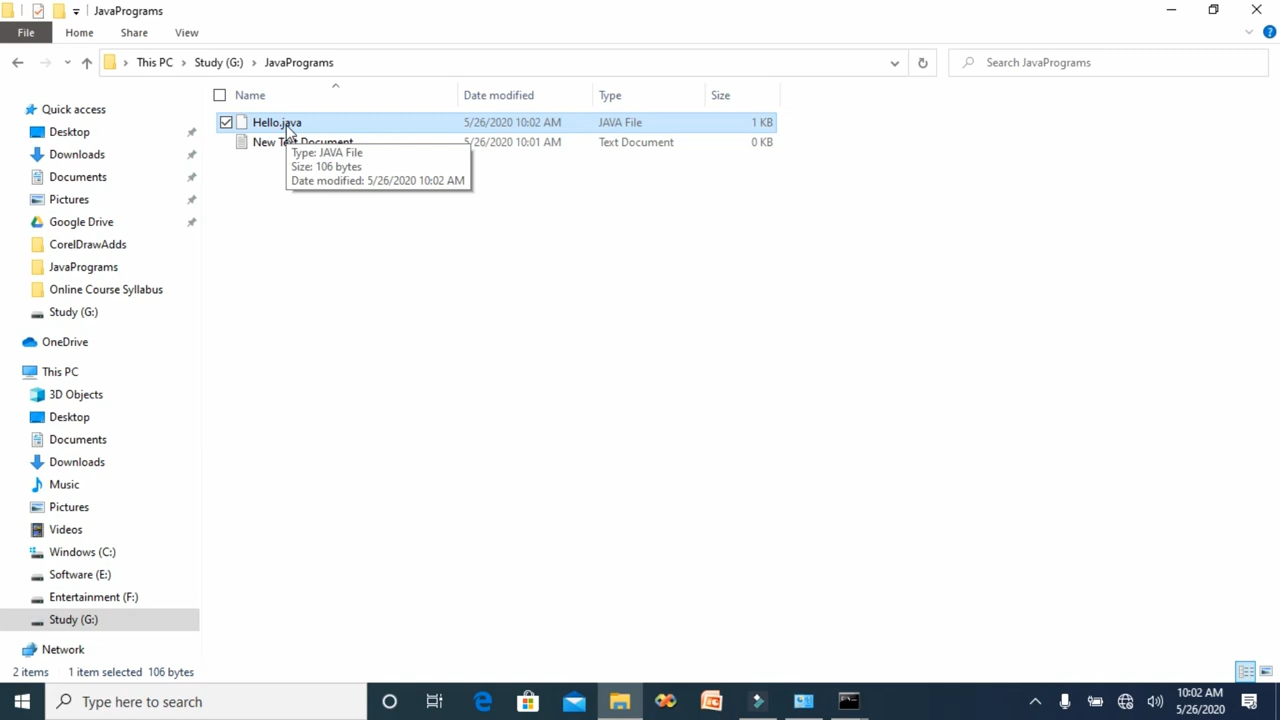 JavaPrograms
File Home Share View
This PC Study (G:) JavaPrograms
Search JavaPrograms
Name Date modified Type Size
Hello.java 5/26/2020 10:02 AM JAVA File 1 KB
New Text Document 5/26/2020 10:01 AM Text Document 0 KB
Type: JAVA File
Size: 106 bytes
Date modified: 5/26/2020 10:02 AM
Quick access
Desktop
Downloads
Documents
Pictures
Google Drive
CorelDrawAdds
JavaPrograms
Online Course Syllabus
Study (G:)
OneDrive
This PC
3D Objects
Desktop
Documents
Downloads
Music
Pictures
Videos
Windows (C:)
Software (E:)
Entertainment (F:)
Study (G:)
Network
2 items 1 item selected 106 bytes
Type here to search
10:02 AM
5/26/2020